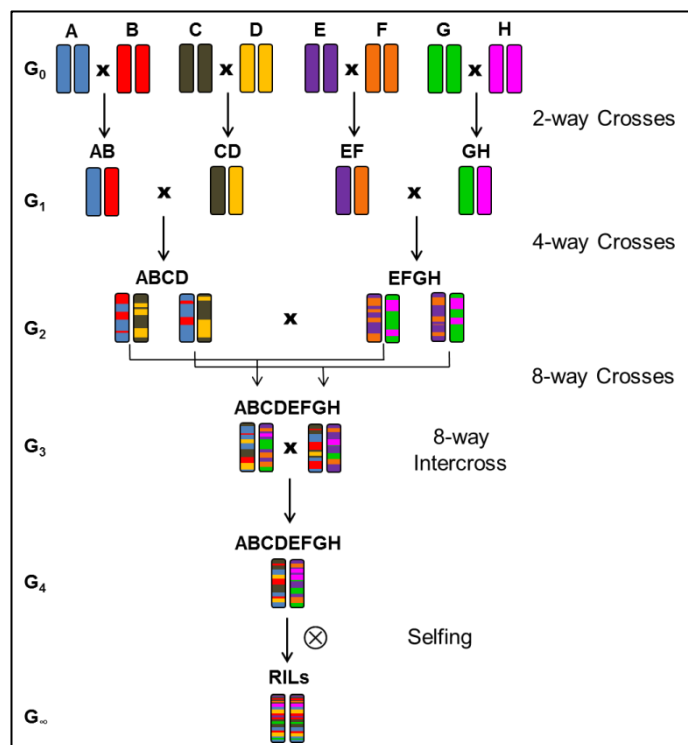 A B C D E F G H
G₀ x x x x
2-way Crosses
AB CD EF GH
G₁ x x
4-way Crosses
ABCD EFGH
G₂ x
8-way Crosses
ABCDEFGH
G₃ x 8-way
Intercross
ABCDEFGH
G₄
Selfing
RILs
G∞